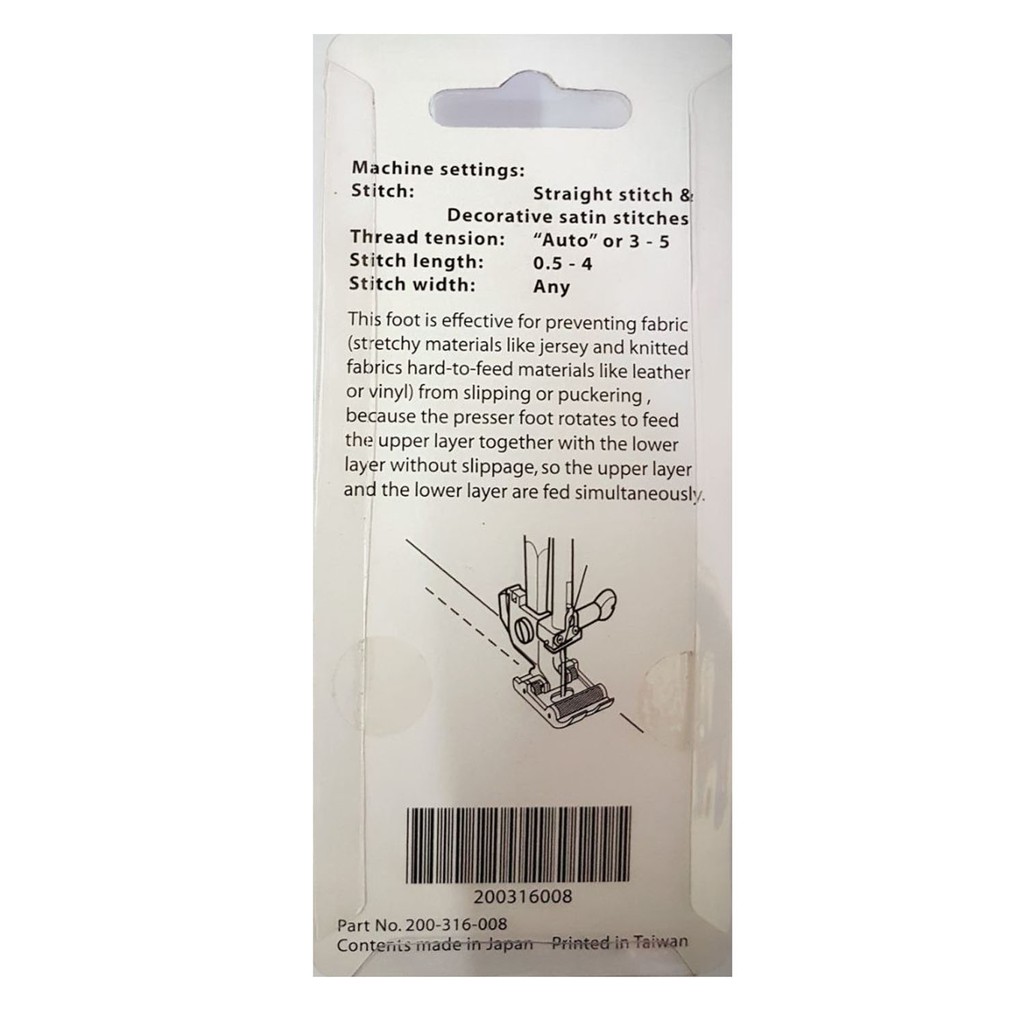 Machine settings:
Stitch: Straight stitch &
Decorative satin stitches
Thread tension: “Auto” or 3 - 5
Stitch length: 0.5 - 4
Stitch width: Any
This foot is effective for preventing fabric
(stretchy materials like jersey and knitted
fabrics hard-to-feed materials like leather
or vinyl) from slipping or puckering ,
because the presser foot rotates to feed
the upper layer together with the lower
layer without slippage, so the upper layer
and the lower layer are fed simultaneously.
200316008
Part No. 200-316-008
Contents made in Japan Printed in Taiwan